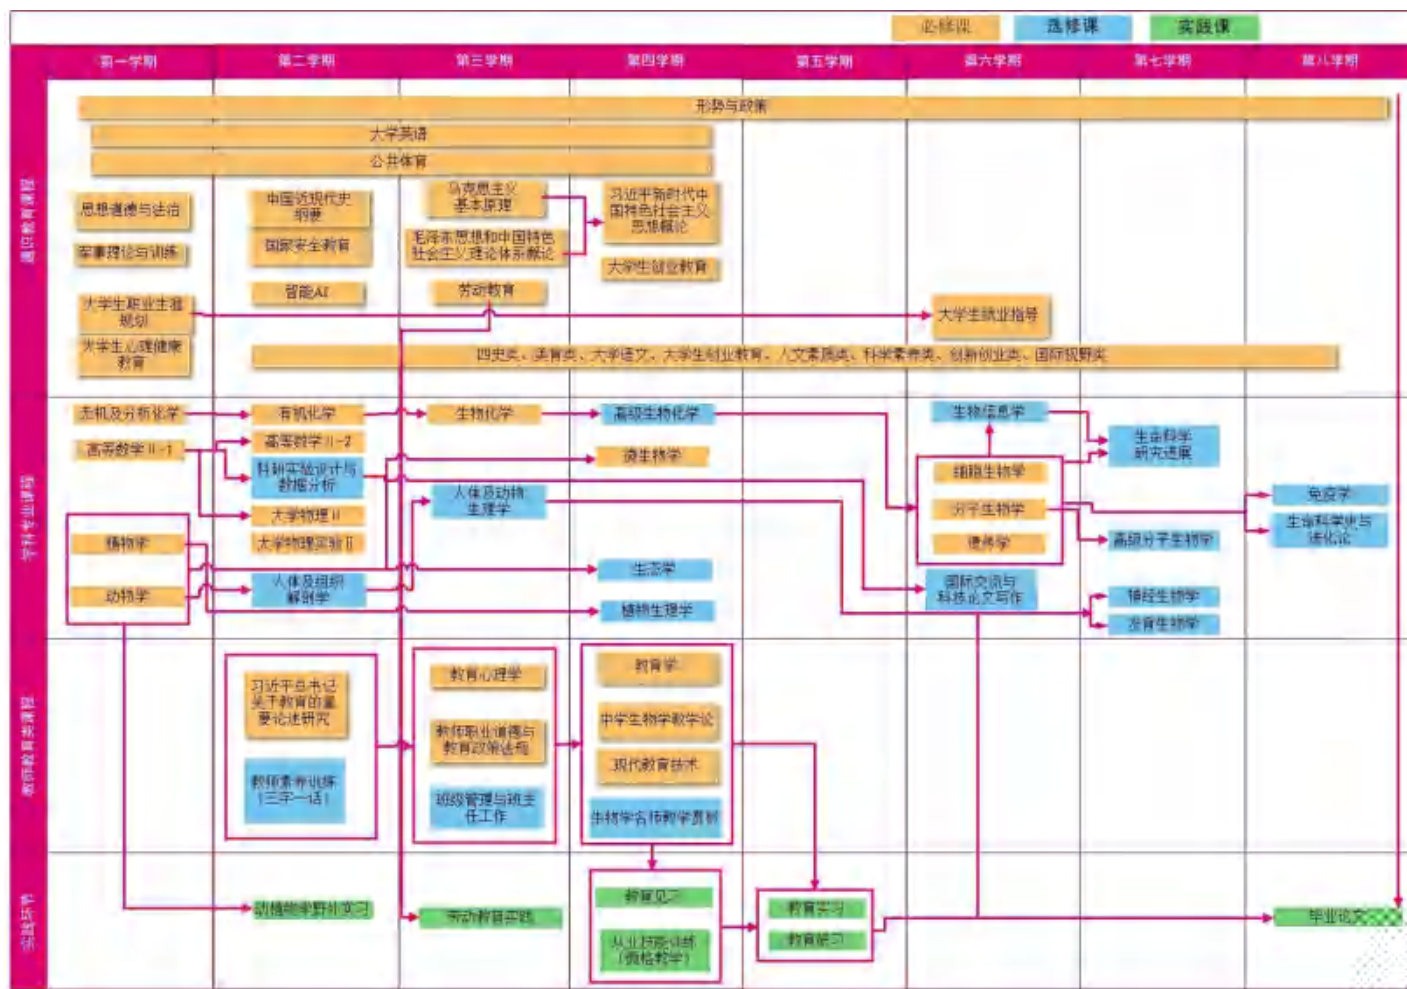 必修课
选修课
实践课
第一学期
第二学期
第三学期
第四学期
第五学期
第六学期
第七学期
第八学期
通识教育课程
形势与政策
大学英语
公共体育
思想道德与法治
军事理论与训练
大学生职业生涯
规划
大学生心理健康
教育
中国近现代史
纲要
国家安全教育
智能AI
马克思主义
基本原理
毛泽东思想和中国特色
社会主义理论体系概论
劳动教育
习近平新时代中
国特色社会主义
思想概论
大学生创业教育
大学生就业指导
四史类、美育类、大学语文、大学生创业教育、人文素质类、科学素养类、创新创业类、国际视野类
学科专业课程
无机及分析化学
高等数学Ⅱ-1
植物学
动物学
有机化学
高等数学Ⅱ-2
科研实验设计与
数据分析
大学物理Ⅱ
大学物理实验Ⅱ
人体及组织
解剖学
生物化学
人体及动物
生理学
高级生物化学
微生物学
生态学
植物生理学
生物信息学
细胞生物学
分子生物学
遗传学
国际交流与
科技论文写作
生命科学
研究进展
高级分子生物学
神经生物学
发育生物学
免疫学
生命科学史与
进化论
教师教育类课程
习近平总书记
关于教育的重
要论述研究
教师素养训练
(三字一话)
教育心理学
教师职业道德与
教育政策法规
班级管理与班主
任工作
教育学
中学生物学教学论
现代教育技术
生物学名师教学赏析
实践环节
动植物学野外实习
劳动教育实践
教育见习
从业技能训练
(微格教学)
教育实习
教育研习
毕业论文